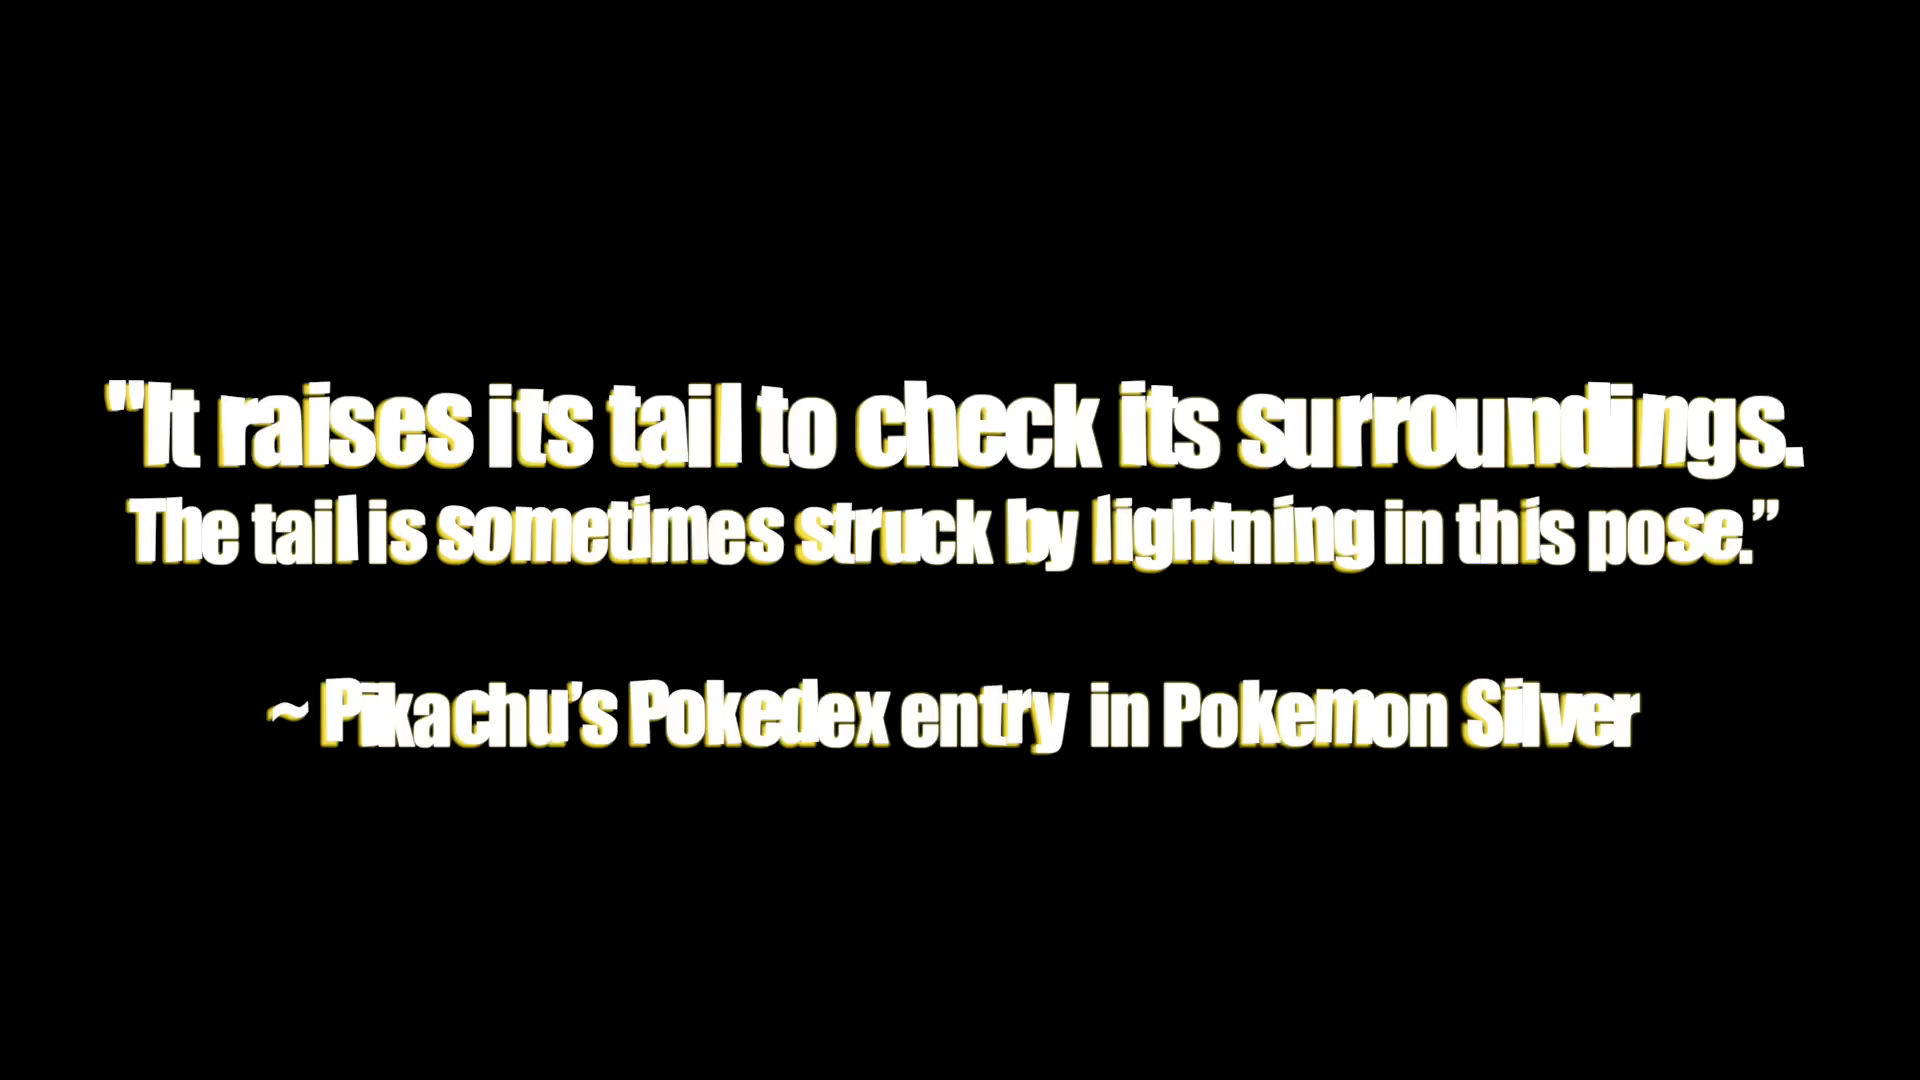 "It raises its tail to check its surroundings.
The tail is sometimes struck by lightning in this pose.”
~ Pikachu’s Pokedex entry in Pokemon Silver